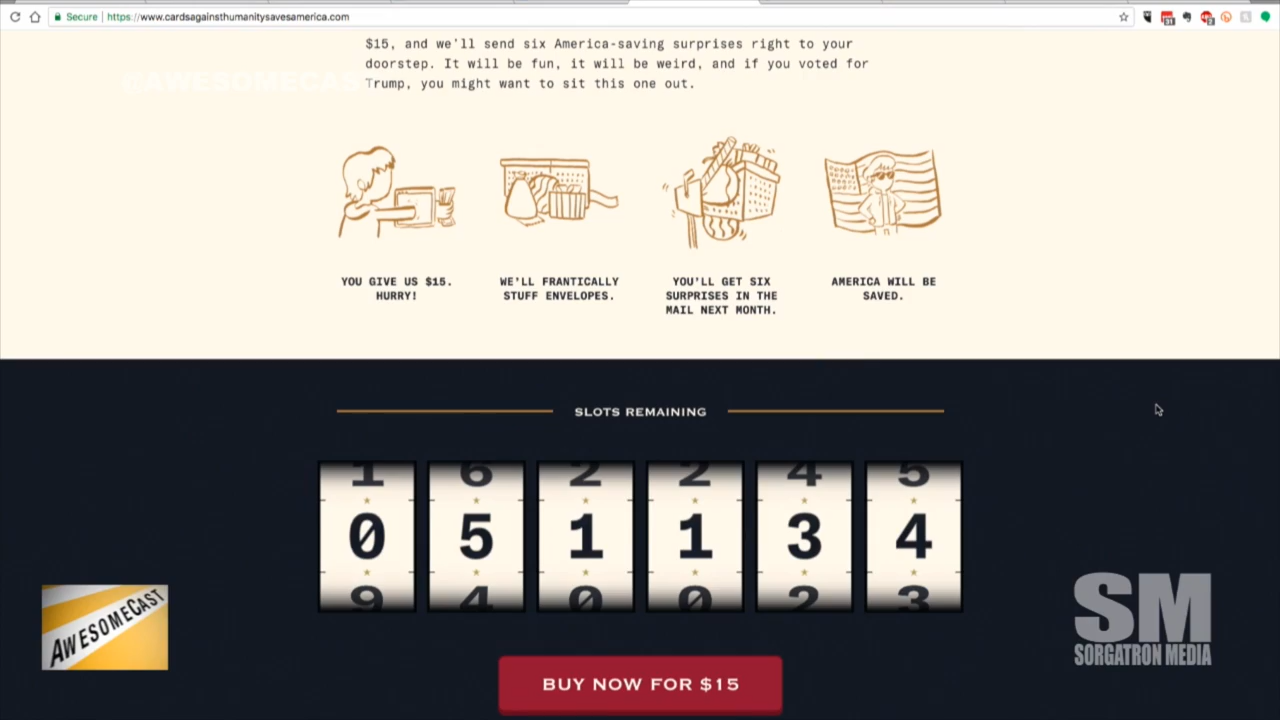 Secure | https://www.cardsagainsthumanitysavesamerica.com
$15, and we'll send six America-saving surprises right to your
doorstep. It will be fun, it will be weird, and if you voted for
@AWESOMECAST
Trump, you might want to sit this one out.
YOU GIVE US $15.
HURRY!
WE'LL FRANTICALLY
STUFF ENVELOPES.
YOU'LL GET SIX
SURPRISES IN THE
MAIL NEXT MONTH.
AMERICA WILL BE
SAVED.
SLOTS REMAINING
1 6 2 2 4 5
0 5 1 1 3 4
9 4 0 0 2 3
AWESOMECAST
SM
SORGATRON MEDIA
BUY NOW FOR $15